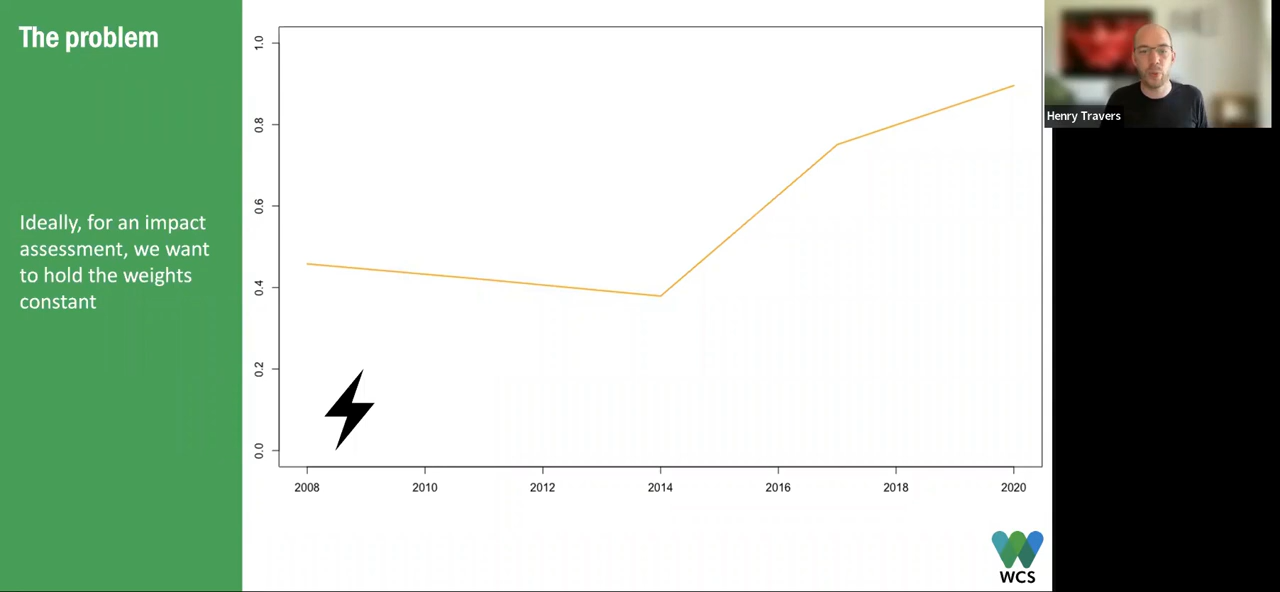 The problem
Ideally, for an impact
assessment, we want
to hold the weights
constant
1.0
0.8
0.6
0.4
0.2
0.0
2008
2010
2012
2014
2016
2018
2020
WCS
Henry Travers